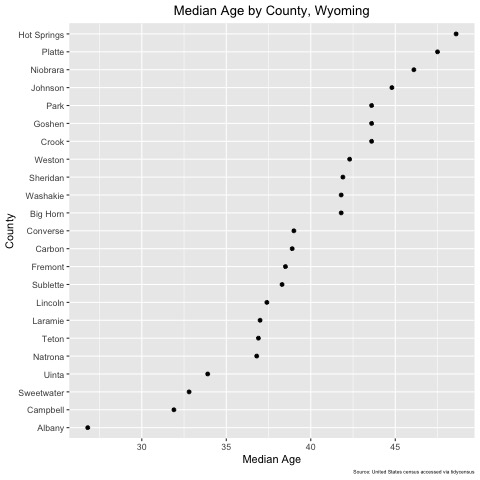 Median Age by County, Wyoming
County
Hot Springs
Platte
Niobrara
Johnson
Park
Goshen
Crook
Weston
Sheridan
Washakie
Big Horn
Converse
Carbon
Fremont
Sublette
Lincoln
Laramie
Teton
Natrona
Uinta
Sweetwater
Campbell
Albany
30 35 40 45
Median Age
Source: United States census accessed via tidycensus